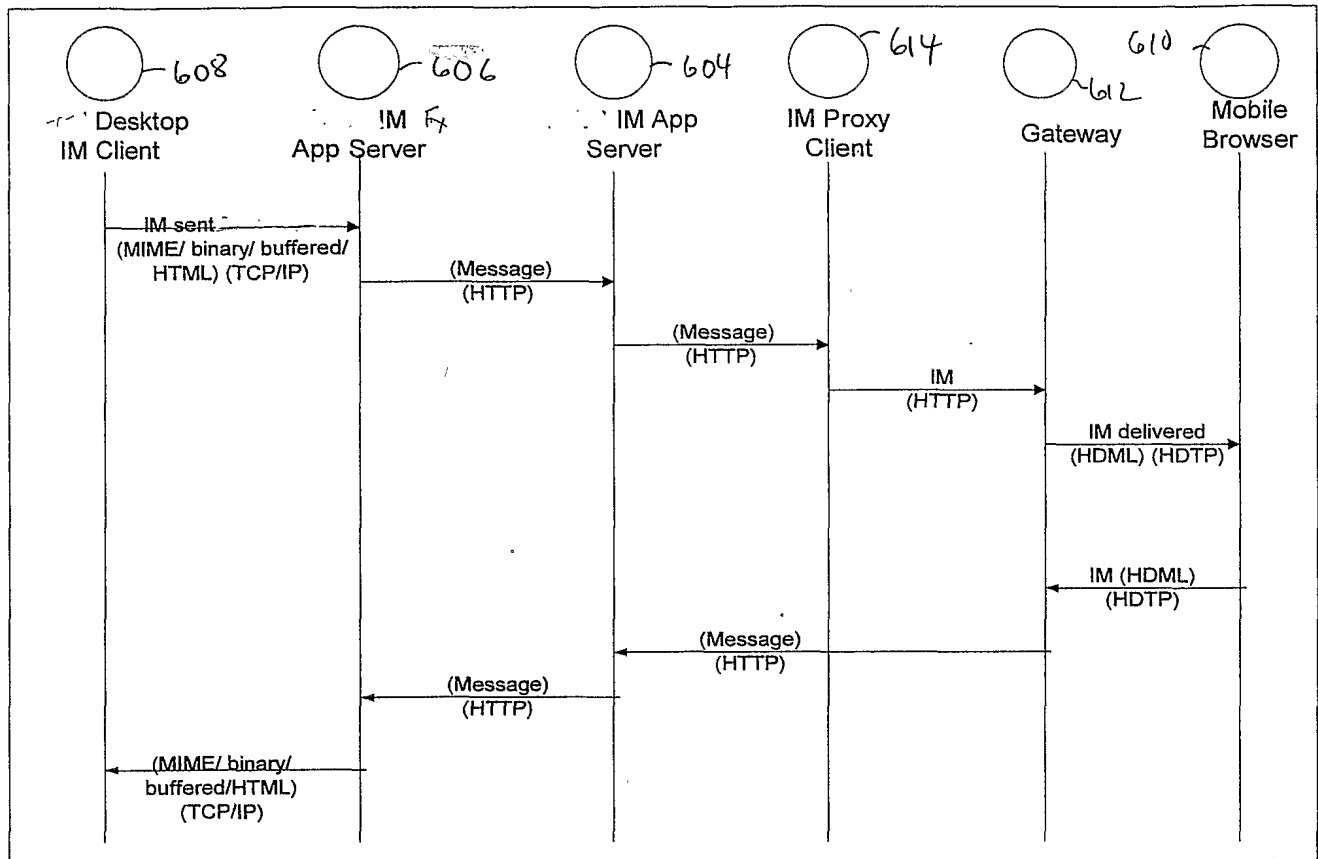 608
606
604
614
612
610
Desktop
IM Client
IM Fx
App Server
IM App
Server
IM Proxy
Client
Gateway
Mobile
Browser
IM sent
(MIME/ binary/ buffered/
HTML) (TCP/IP)
(Message)
(HTTP)
(Message)
(HTTP)
IM
(HTTP)
IM delivered
(HDML) (HDTP)
IM (HDML)
(HDTP)
(Message)
(HTTP)
(Message)
(HTTP)
(MIME/ binary/
buffered/HTML)
(TCP/IP)